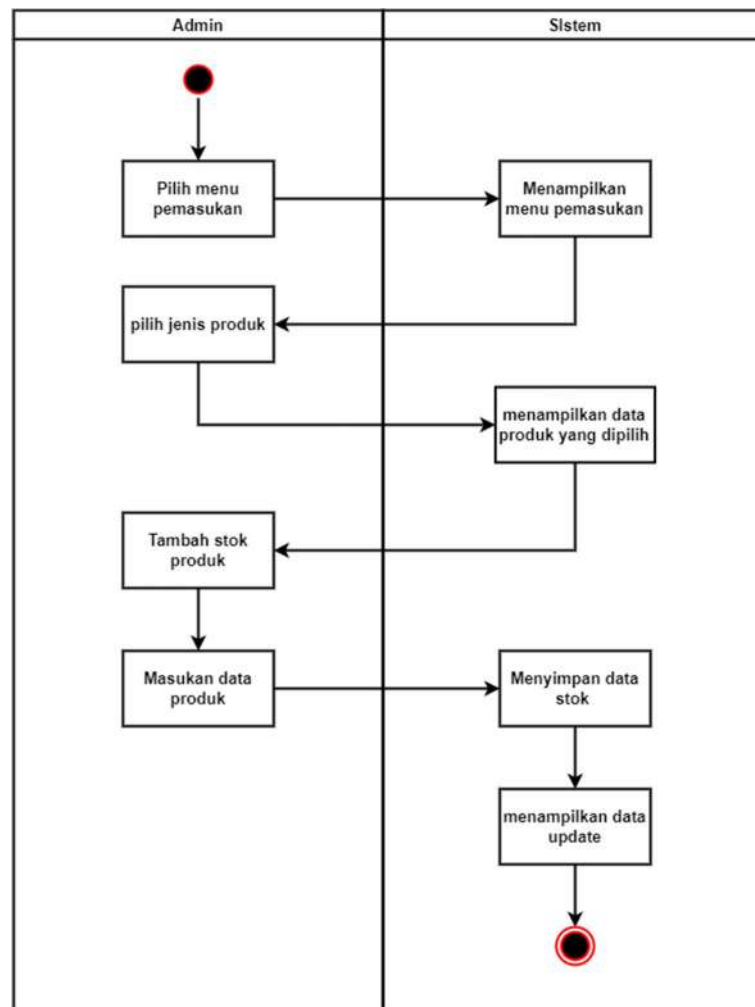 Admin
SIstem
Pilih menu
pemasukan
Menampilkan
menu pemasukan
pilih jenis produk
menampilkan data
produk yang dipilih
Tambah stok
produk
Masukan data
produk
Menyimpan data
stok
menampilkan data
update